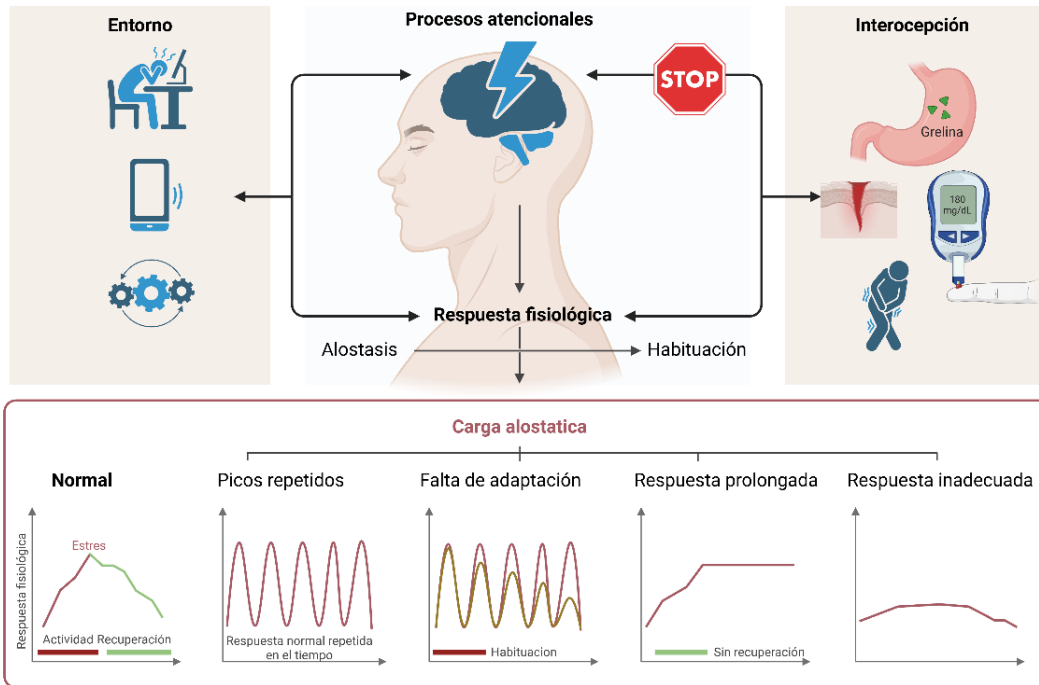 Entorno
Procesos atencionales
Interocepción
STOP
Grelina
180
mg/dL
Respuesta fisiológica
Alostasis
Habituación
Carga alostatica
Normal
Picos repetidos
Falta de adaptación
Respuesta prolongada
Respuesta inadecuada
Respuesta fisiológica
Estres
Actividad Recuperación
Respuesta normal repetida
en el tiempo
Habituacion
Sin recuperación